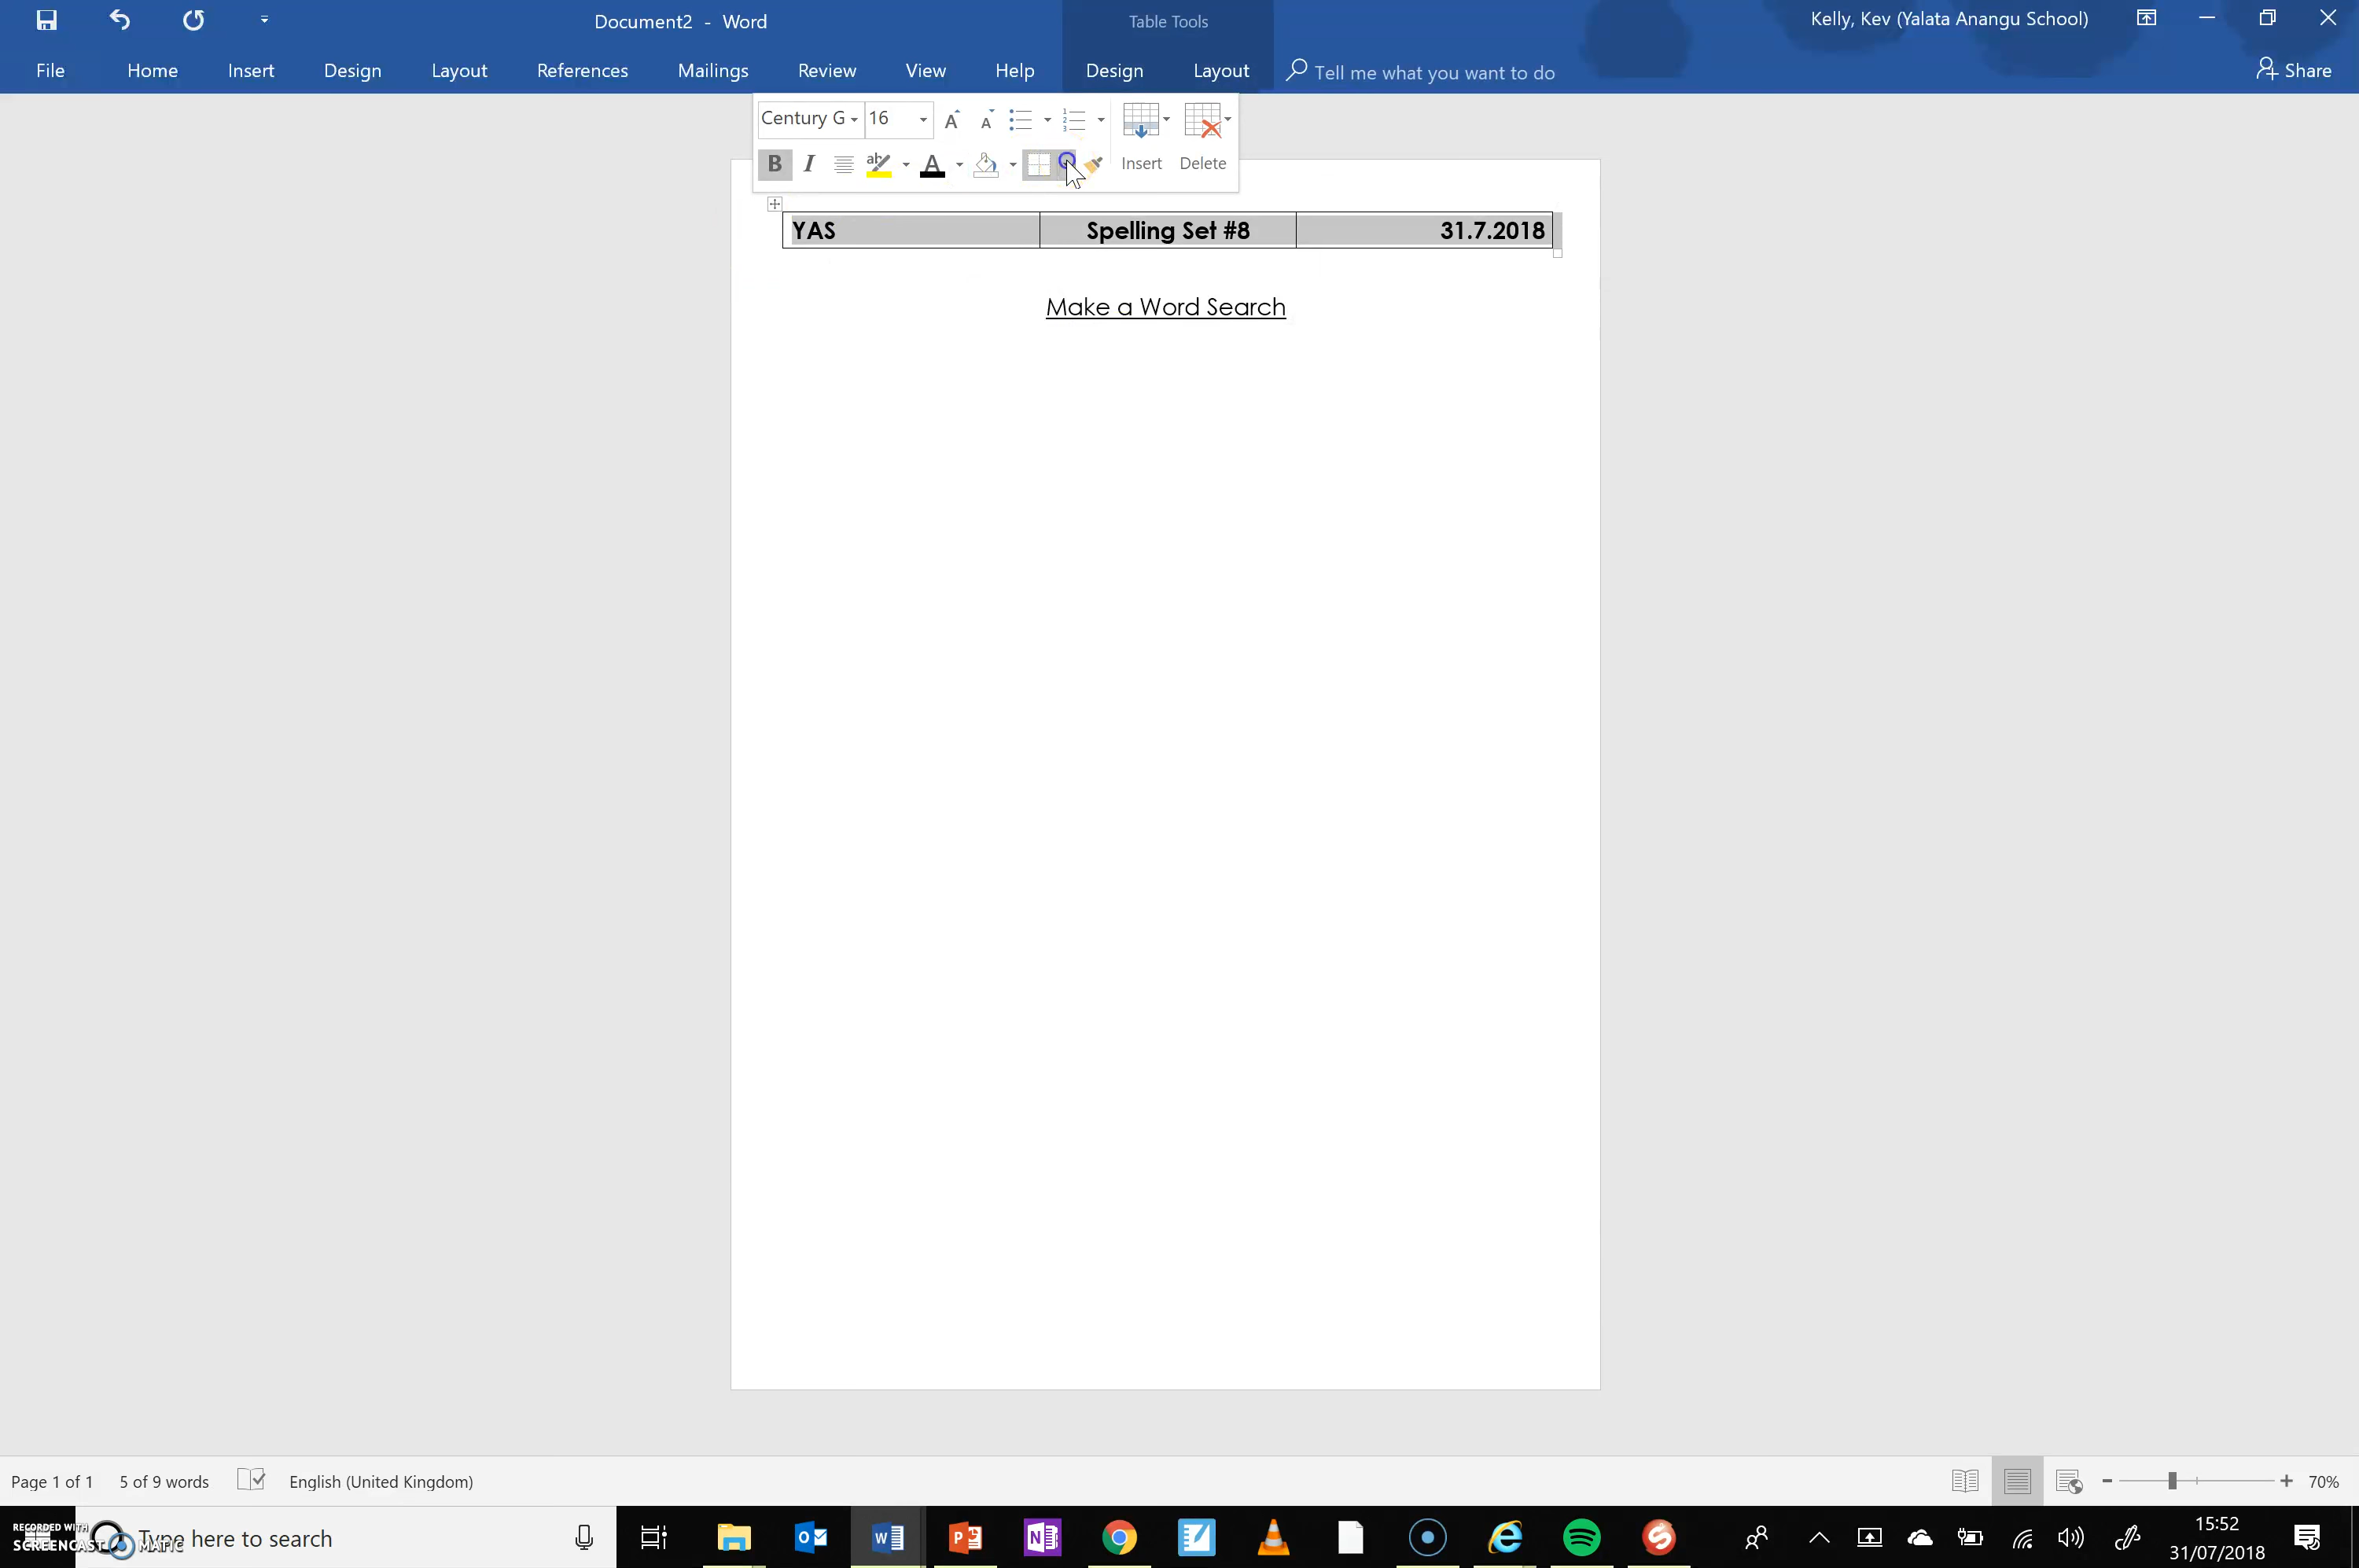 Document2 - Word
Table Tools
Kelly, Kev (Yalata Anangu School)
File Home Insert Design Layout References Mailings Review View Help Design Layout Tell me what you want to do Share
Century G 16
B I A Insert Delete
YAS Spelling Set #8 31.7.2018
Make a Word Search
Page 1 of 1 5 of 9 words English (United Kingdom) 70%
RECORDED WITH
SCREENCAST MATIC
Type here to search
15:52
31/07/2018